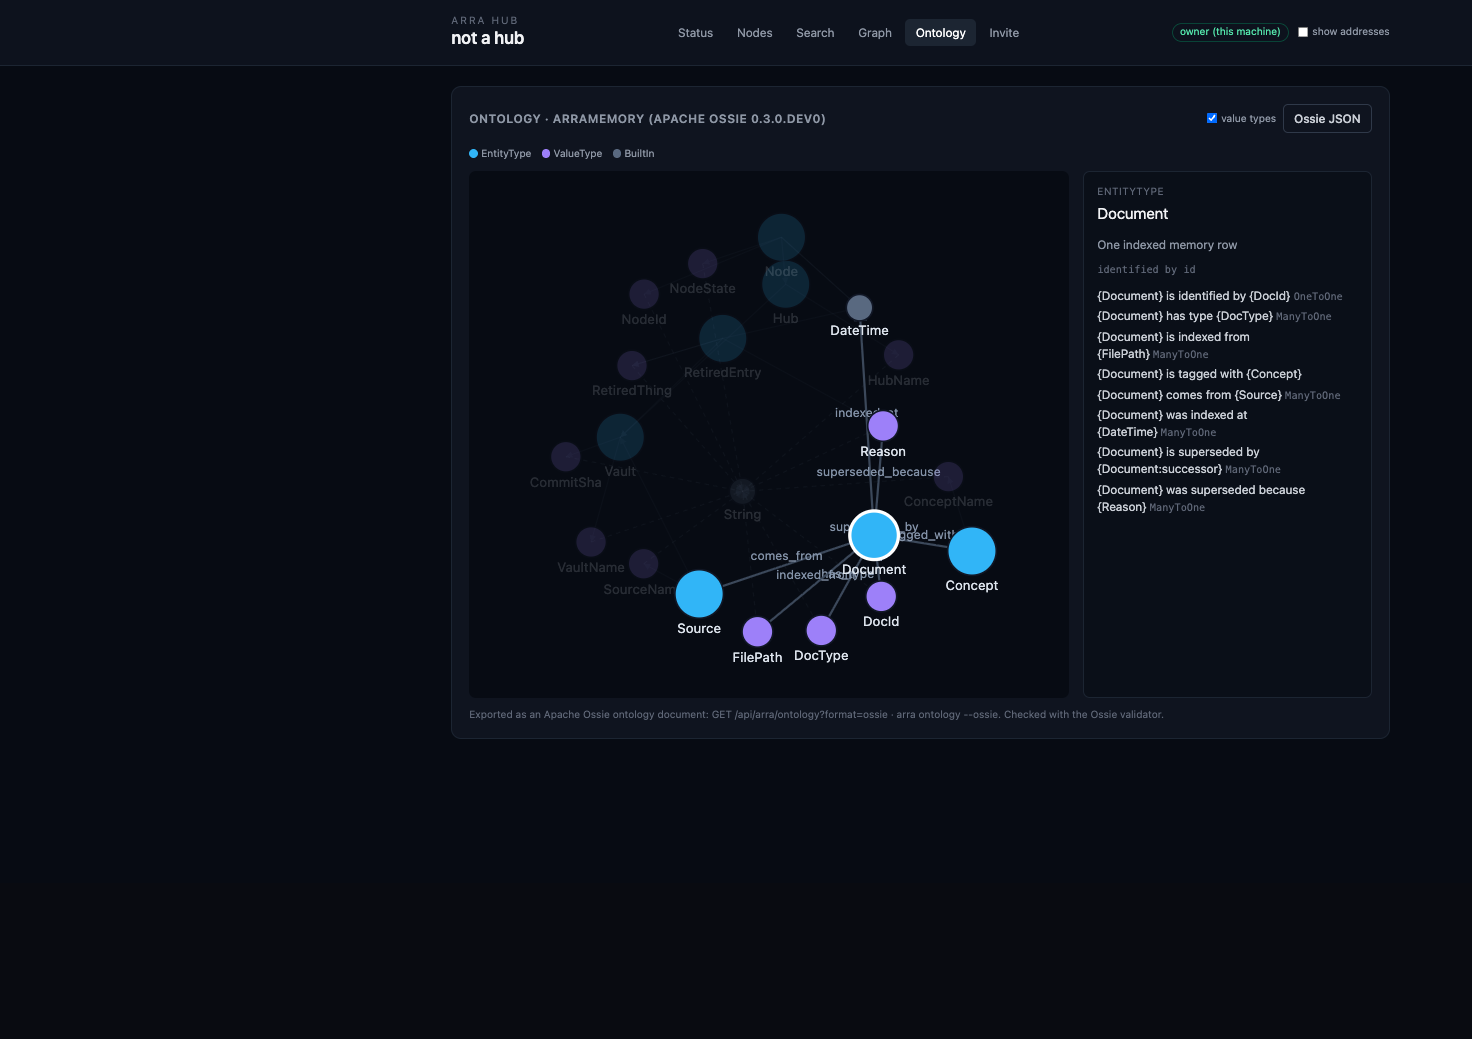 ARRA HUB
not a hub
Status Nodes Search Graph Ontology Invite
owner (this machine) show addresses
ONTOLOGY · ARRAMEMORY (APACHE OSSIE 0.3.0.DEV0)
value types Ossie JSON
EntityType ValueType BuiltIn
Node
NodeState
NodeId
Hub
DateTime
RetiredEntry
HubName
RetiredThing
Reason
superseded_because
Vault
CommitSha
ConceptName
String
by
comes_from
VaultName
Document
SourceName
Concept
DocId
Source
FilePath
DocType
ENTITYTYPE
Document
One indexed memory row
identified by id
{Document} is identified by {DocId} OneToOne
{Document} has type {DocType} ManyToOne
{Document} is indexed from
{FilePath} ManyToOne
{Document} is tagged with {Concept}
{Document} comes from {Source} ManyToOne
{Document} was indexed at
{DateTime} ManyToOne
{Document} is superseded by
{Document:successor} ManyToOne
{Document} was superseded because
{Reason} ManyToOne
Exported as an Apache Ossie ontology document: GET /api/arra/ontology?format=ossie · arra ontology --ossie. Checked with the Ossie validator.